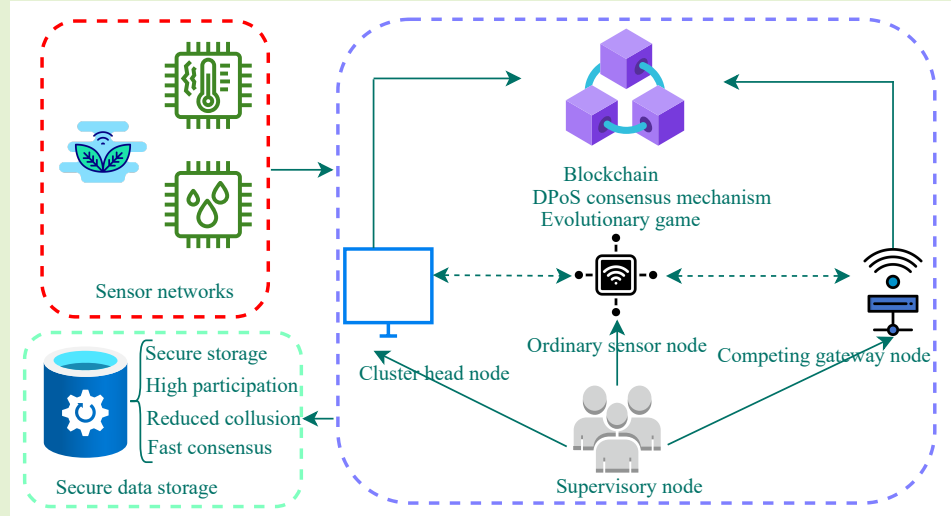 Sensor networks
Blockchain
DPoS consensus mechanism
Evolutionary game
Cluster head node
Ordinary sensor node
Competing gateway node
Supervisory node
Secure storage
High participation
Reduced collusion
Fast consensus
Secure data storage